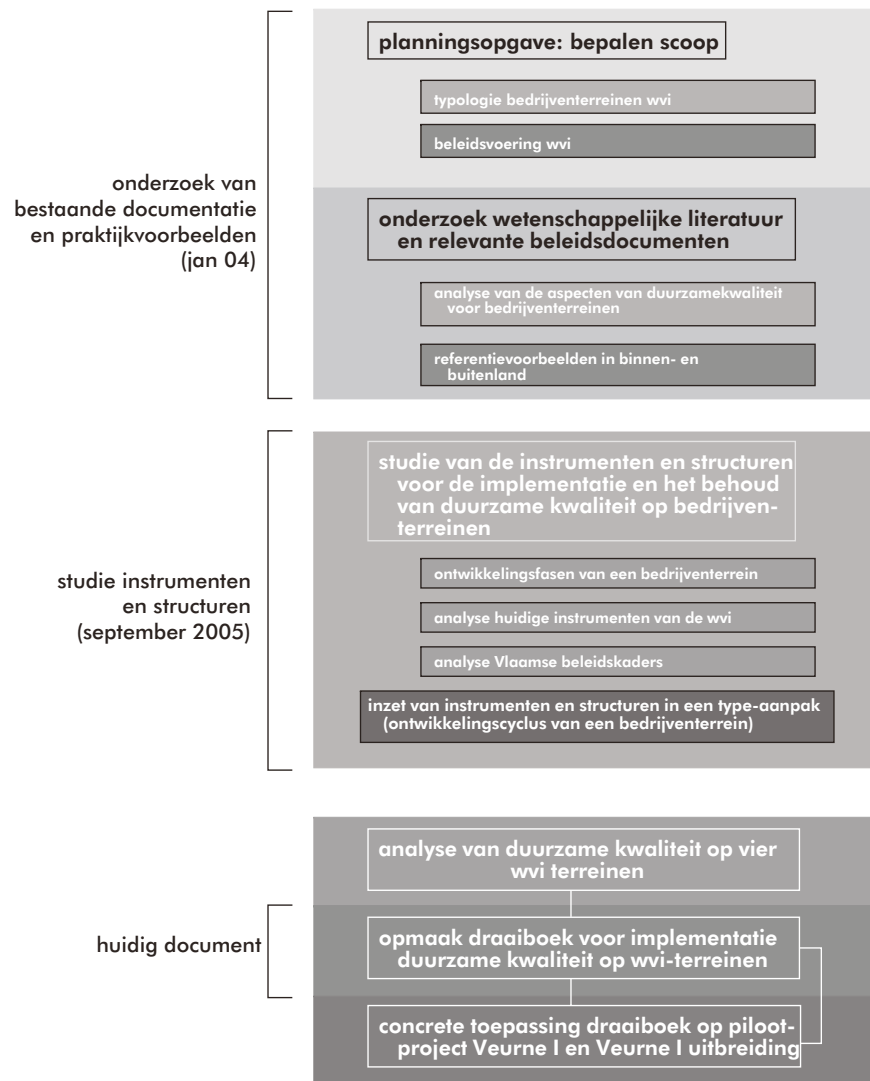 planningsopgave: bepalen scoop
typologie bedrijventerreinen wvi
beleidsvoering wvi
onderzoek van
bestaande documentatie
en praktijkvoorbeelden
(jan 04)
onderzoek wetenschappelijke literatuur
en relevante beleidsdocumenten
analyse van de aspecten van duurzamekwaliteit
voor bedrijventerreinen
referentievoorbeelden in binnen- en
buitenland
studie van de instrumenten en structuren
voor de implementatie en het behoud
van duurzame kwaliteit op bedrijven-
terreinen
studie instrumenten
en structuren
(september 2005)
ontwikkelingsfasen van een bedrijventerrein
analyse huidige instrumenten van de wvi
analyse Vlaamse beleidskaders
inzet van instrumenten en structuren in een type-aanpak
(ontwikkelingscyclus van een bedrijventerrein)
analyse van duurzame kwaliteit op vier
wvi terreinen
huidig document
opmaak draaiboek voor implementatie
duurzame kwaliteit op wvi-terreinen
concrete toepassing draaiboek op piloot-
project Veurne I en Veurne I uitbreiding